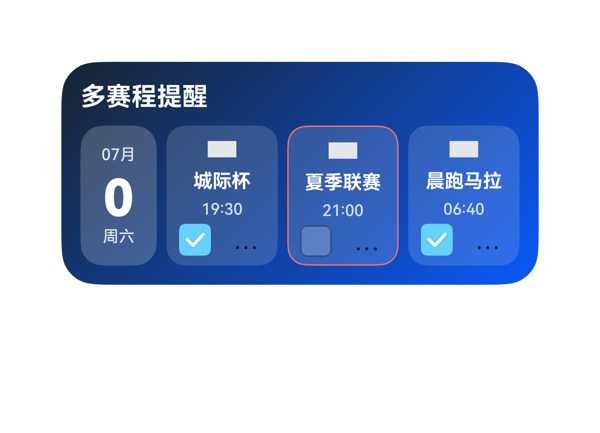 多赛程提醒
07月
0
周六
城际杯
19:30
...
夏季联赛
21:00
...
晨跑马拉
06:40
...